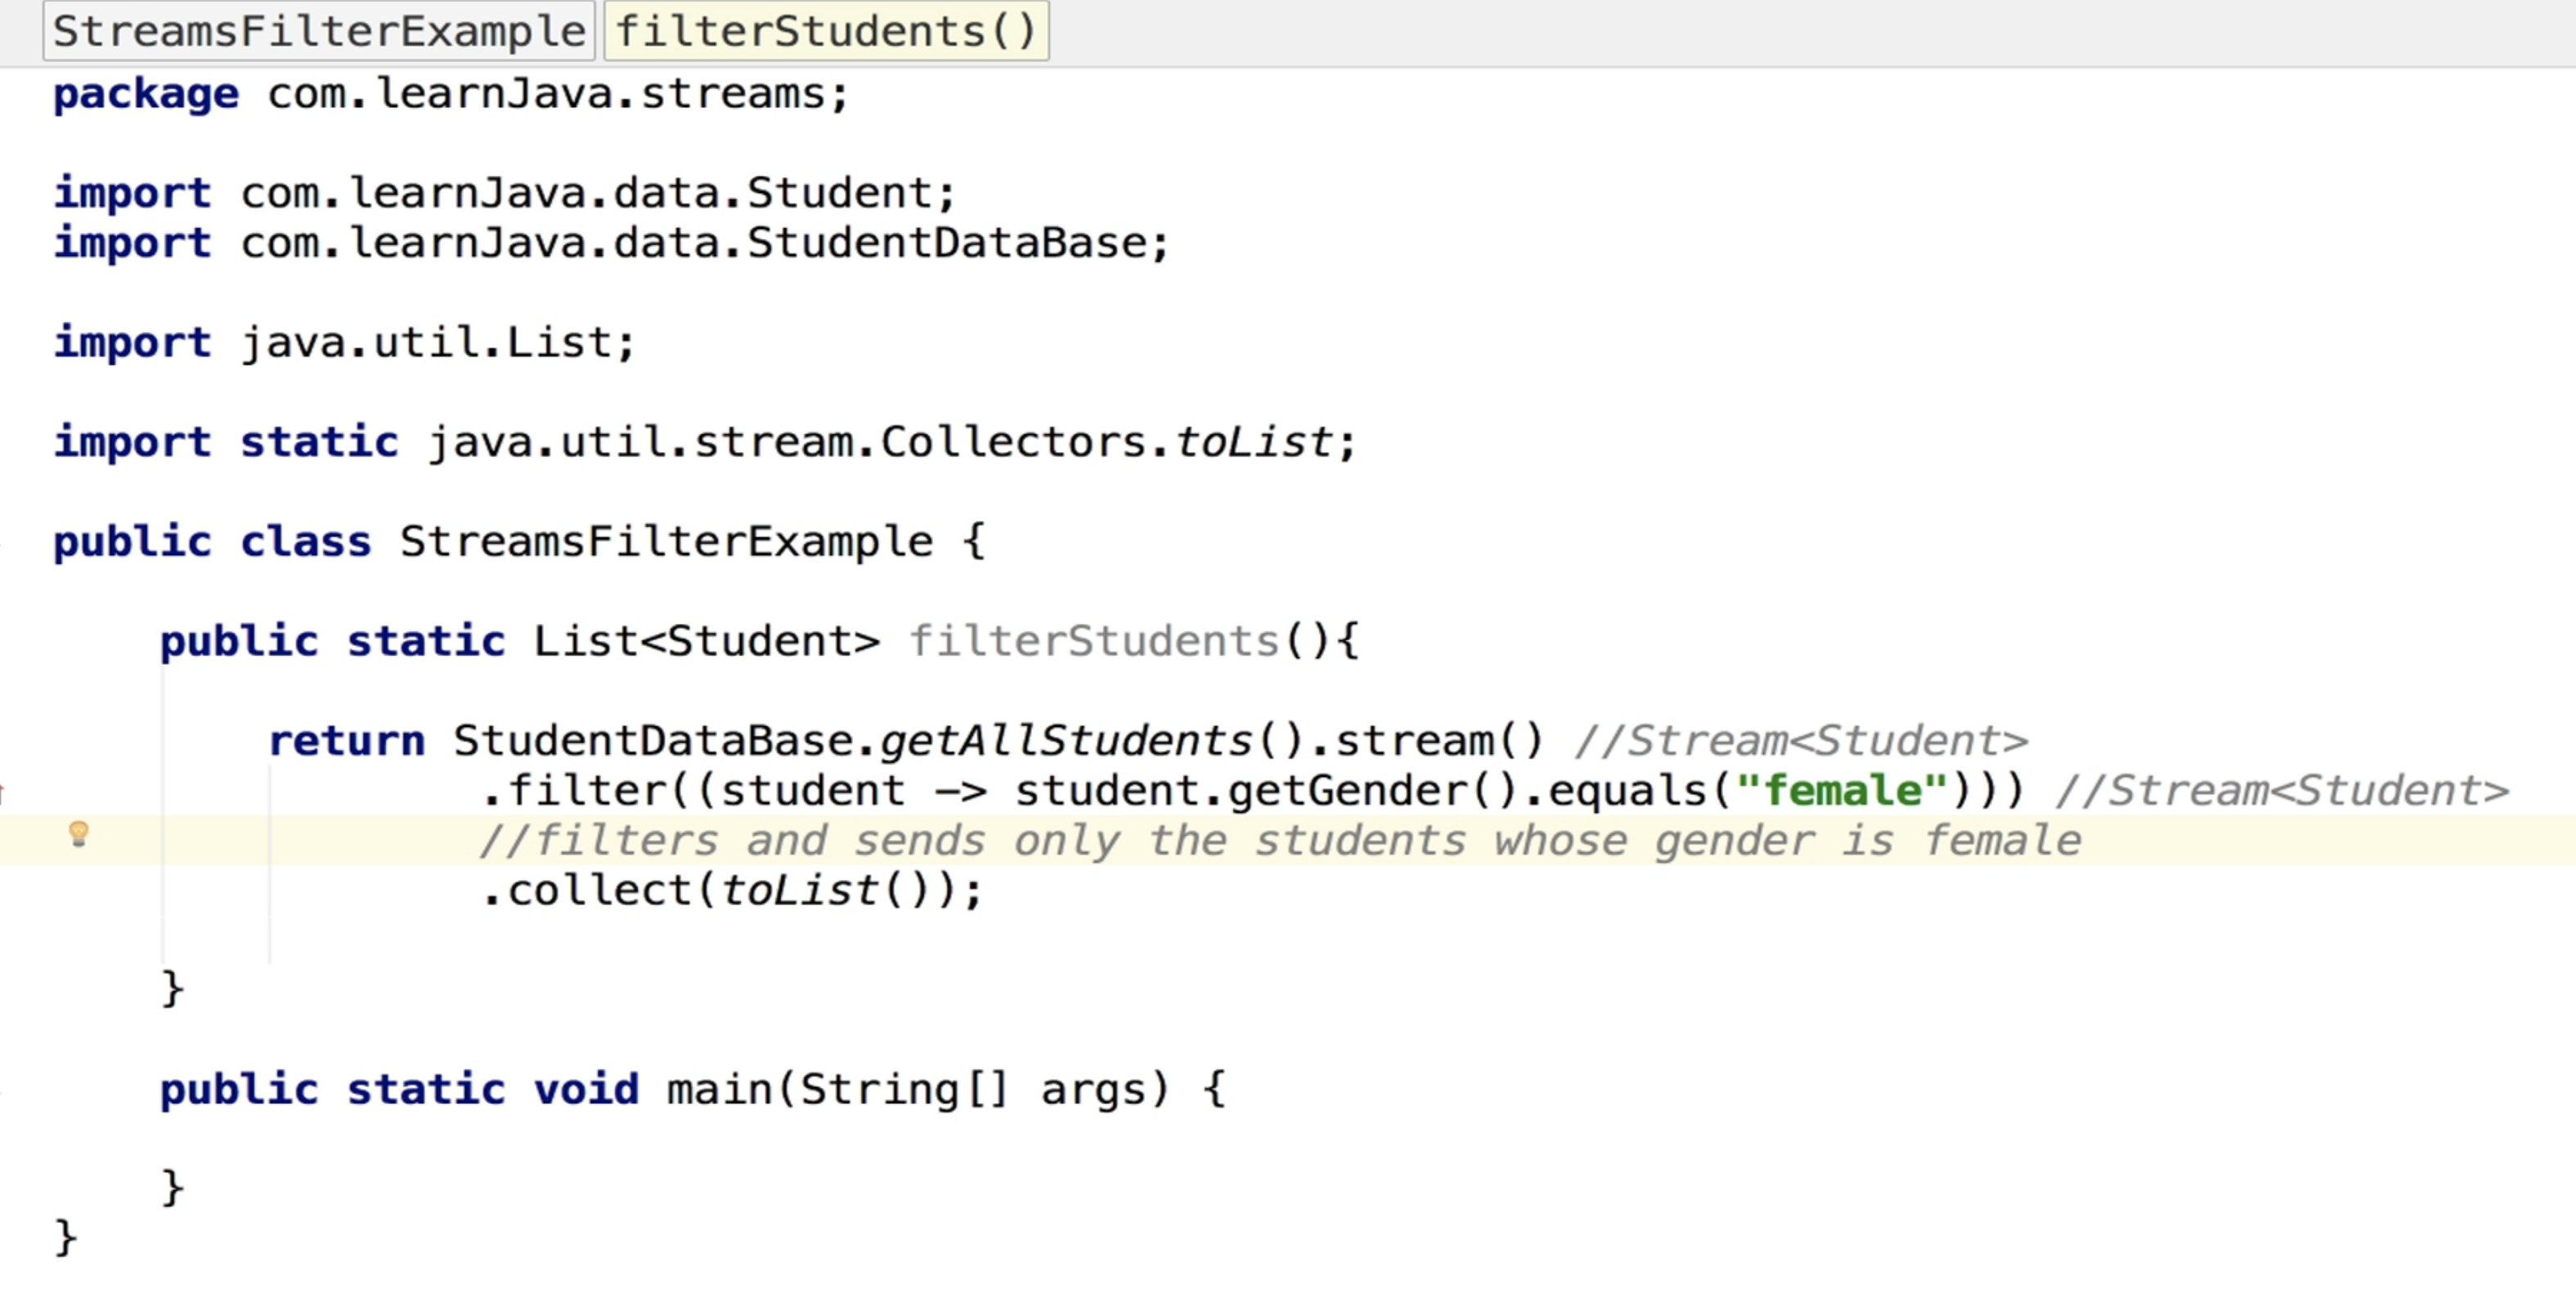 StreamsFilterExample filterStudents()
package com.learnJava.streams;
import com.learnJava.data.Student;
import com.learnJava.data.StudentDataBase;
import java.util.List;
import static java.util.stream.Collectors.toList;
public class StreamsFilterExample {
public static List<Student> filterStudents(){
return StudentDataBase.getAllStudents().stream() //Stream<Student>
.filter((student -> student.getGender().equals("female"))) //Stream<Student>
//filters and sends only the students whose gender is female
.collect(toList());
}
public static void main(String[] args) {
}
}